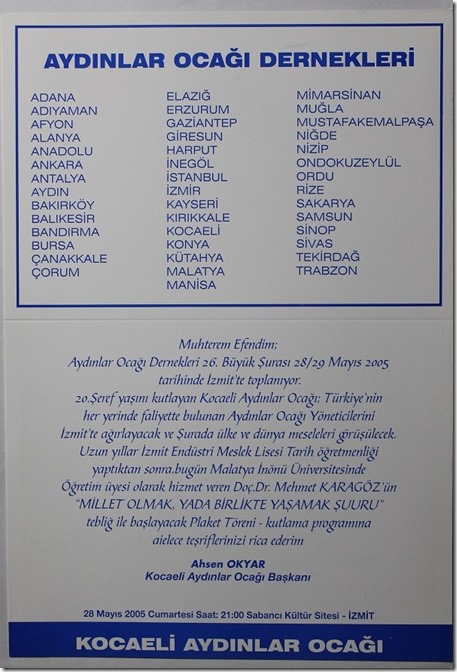 AYDINLAR OCAĞI DERNEKLERİ
ADANA
ADIYAMAN
AFYON
ALANYA
ANADOLU
ANKARA
ANTALYA
AYDIN
BAKIRKÖY
BALIKESİR
BANDIRMA
BURSA
ÇANAKKALE
ÇORUM
ELAZIĞ
ERZURUM
GAZİANTEP
GİRESUN
HARPUT
İNEGÖL
İSTANBUL
İZMİR
KAYSERİ
KIRIKKALE
KOCAELİ
KONYA
KÜTAHYA
MALATYA
MANİSA
MİMARSİNAN
MUĞLA
MUSTAFAKEMALPAŞA
NİĞDE
NİZİP
ONDOKUZEYLÜL
ORDU
RİZE
SAKARYA
SAMSUN
SİNOP
SİVAS
TEKİRDAĞ
TRABZON
Muhterem Efendim;
Aydınlar Ocağı Dernekleri 26. Büyük Şurası 28/29 Mayıs 2005
tarihinde İzmit'te toplanıyor.
20.Şeref yaşını kutlayan Kocaeli Aydınlar Ocağı; Türkiye'nin
her yerinde faliyette bulunan Aydınlar Ocağı Yöneticilerini
İzmit'te ağırlayacak ve Şurada ülke ve dünya meseleleri görüşülecek.
Uzun yıllar İzmit Endüstri Meslek Lisesi Tarih öğretmenliği
yaptıktan sonra,bugün Malatya İnönü Üniversitesinde
Öğretim üyesi olarak hizmet veren Doç.Dr. Mehmet KARAGÖZ'ün
"MİLLET OLMAK, YADA BİRLİKTE YAŞAMAK ŞUURU"
tebliğ ile başlayacak Plaket Töreni - kutlama programına
aielece teşriflerinizi rica ederim
Ahsen OKYAR
Kocaeli Aydınlar Ocağı Başkanı
28 Mayıs 2005 Cumartesi Saat: 21:00 Sabancı Kültür Sitesi - İZMİT
KOCAELİ AYDINLAR OCAĞI